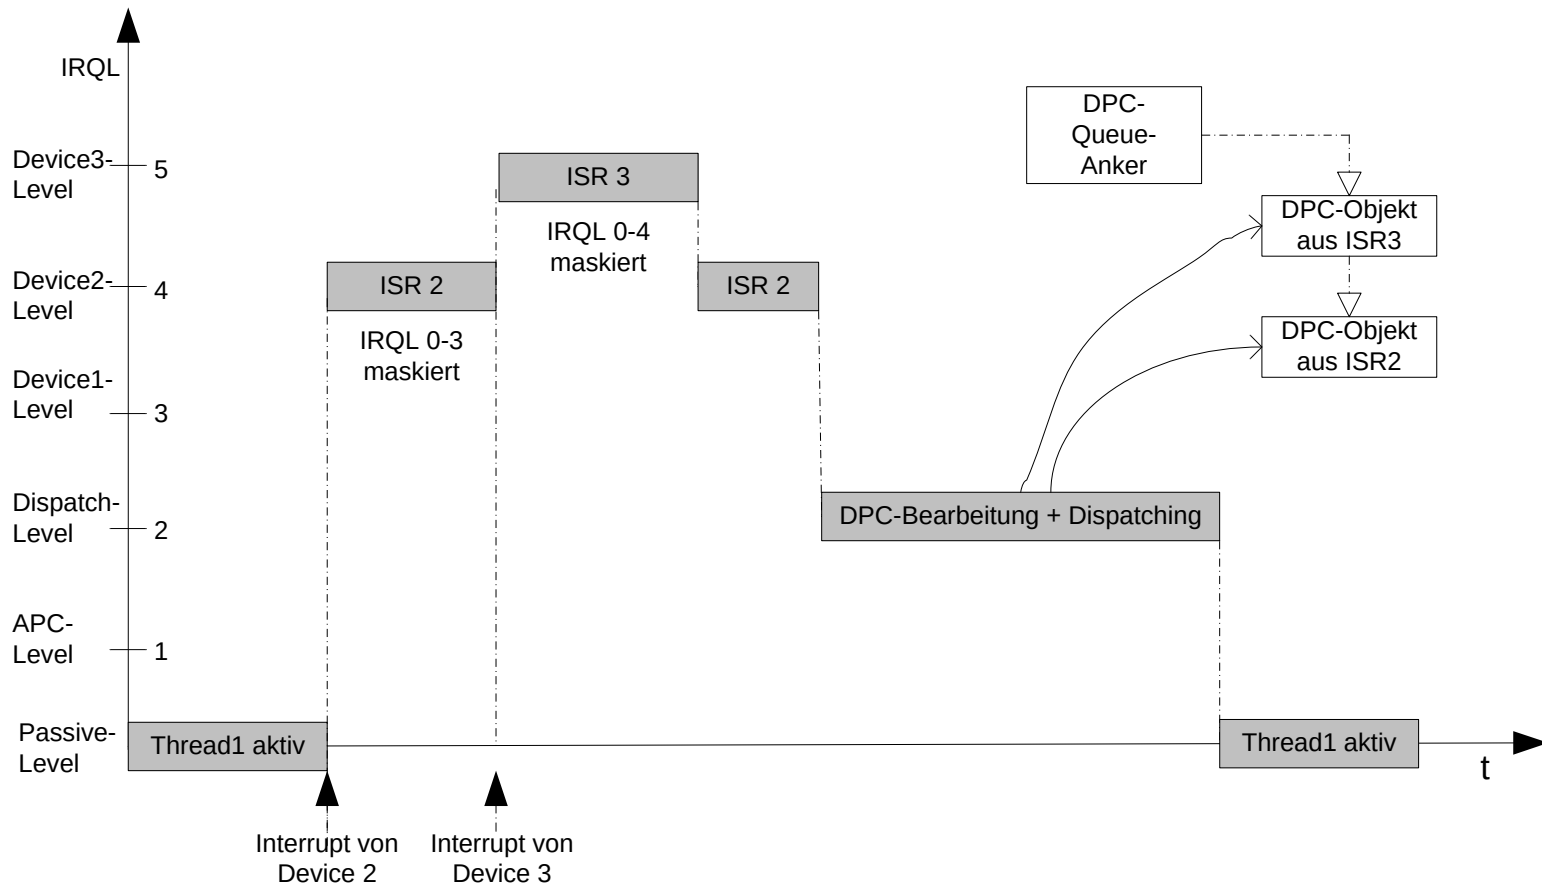 IRQL
DPC-
Queue-
Anker
Device3-
Level
5
ISR 3
DPC-Objekt
aus ISR3
IRQL 0-4
maskiert
Device2-
Level
4
ISR 2
ISR 2
IRQL 0-3
maskiert
DPC-Objekt
aus ISR2
Device1-
Level
3
Dispatch-
Level
2
DPC-Bearbeitung + Dispatching
APC-
Level
1
Passive-
Level
Thread1 aktiv
Thread1 aktiv
t
Interrupt von
Device 2
Interrupt von
Device 3